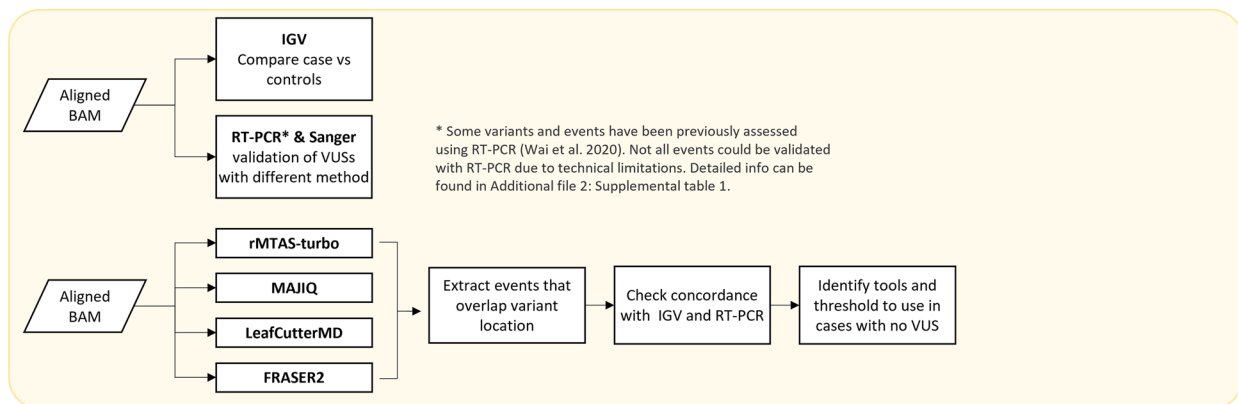 IGV
Compare case vs
controls
Aligned
BAM
RT-PCR* & Sanger
validation of VUSs
with different method
* Some variants and events have been previously assessed
using RT-PCR (Wai et al. 2020). Not all events could be validated
with RT-PCR due to technical limitations. Detailed info can be
found in Additional file 2: Supplemental table 1.
Aligned
BAM
rMTAS-turbo
MAJIQ
LeafCutterMD
FRASER2
Extract events that
overlap variant
location
Check concordance
with IGV and RT-PCR
Identify tools and
threshold to use in
cases with no VUS